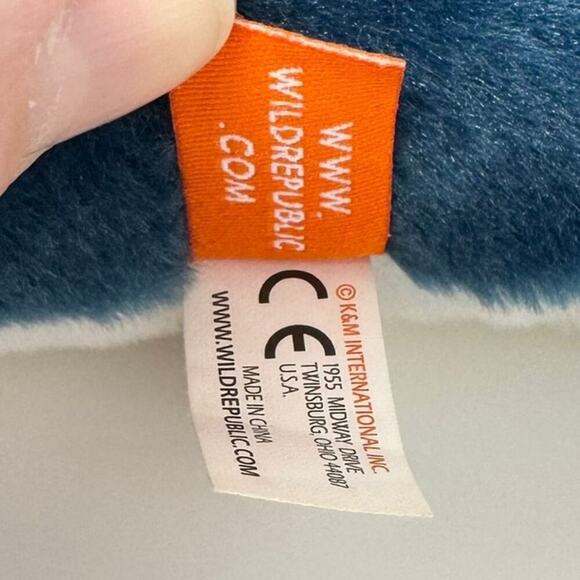 WWW.
WILDREPUBLIC
.COM
© K&M INTERNATIONAL INC.
1955 MIDWAY DRIVE
TWINSBURG, OHIO 44087
U.S.A.
CE
MADE IN CHINA
WWW.WILDREPUBLIC.COM